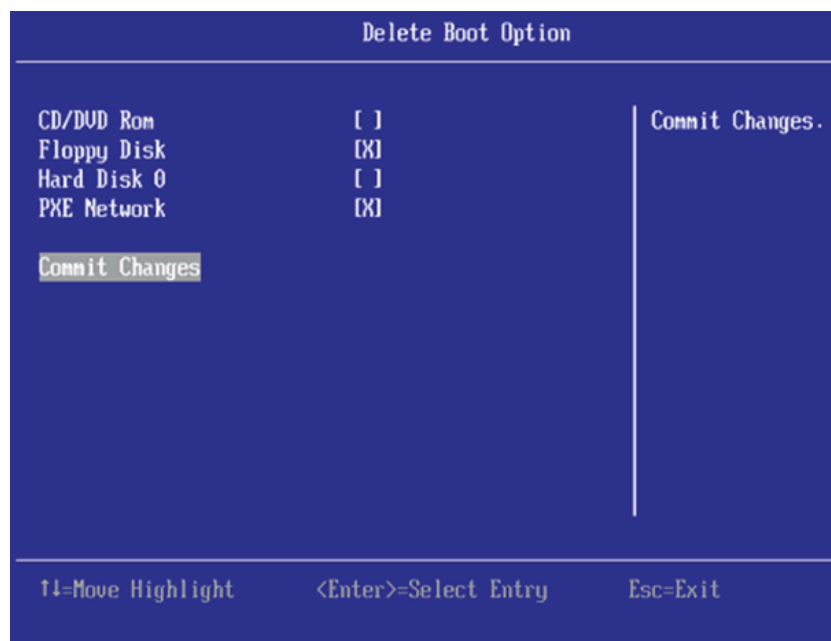 Delete Boot Option
CD/DVD Rom [ ]
Floppy Disk [X]
Hard Disk 0 [ ]
PXE Network [X]
Commit Changes
Commit Changes.
↑↓=Move Highlight <Enter>=Select Entry Esc=Exit